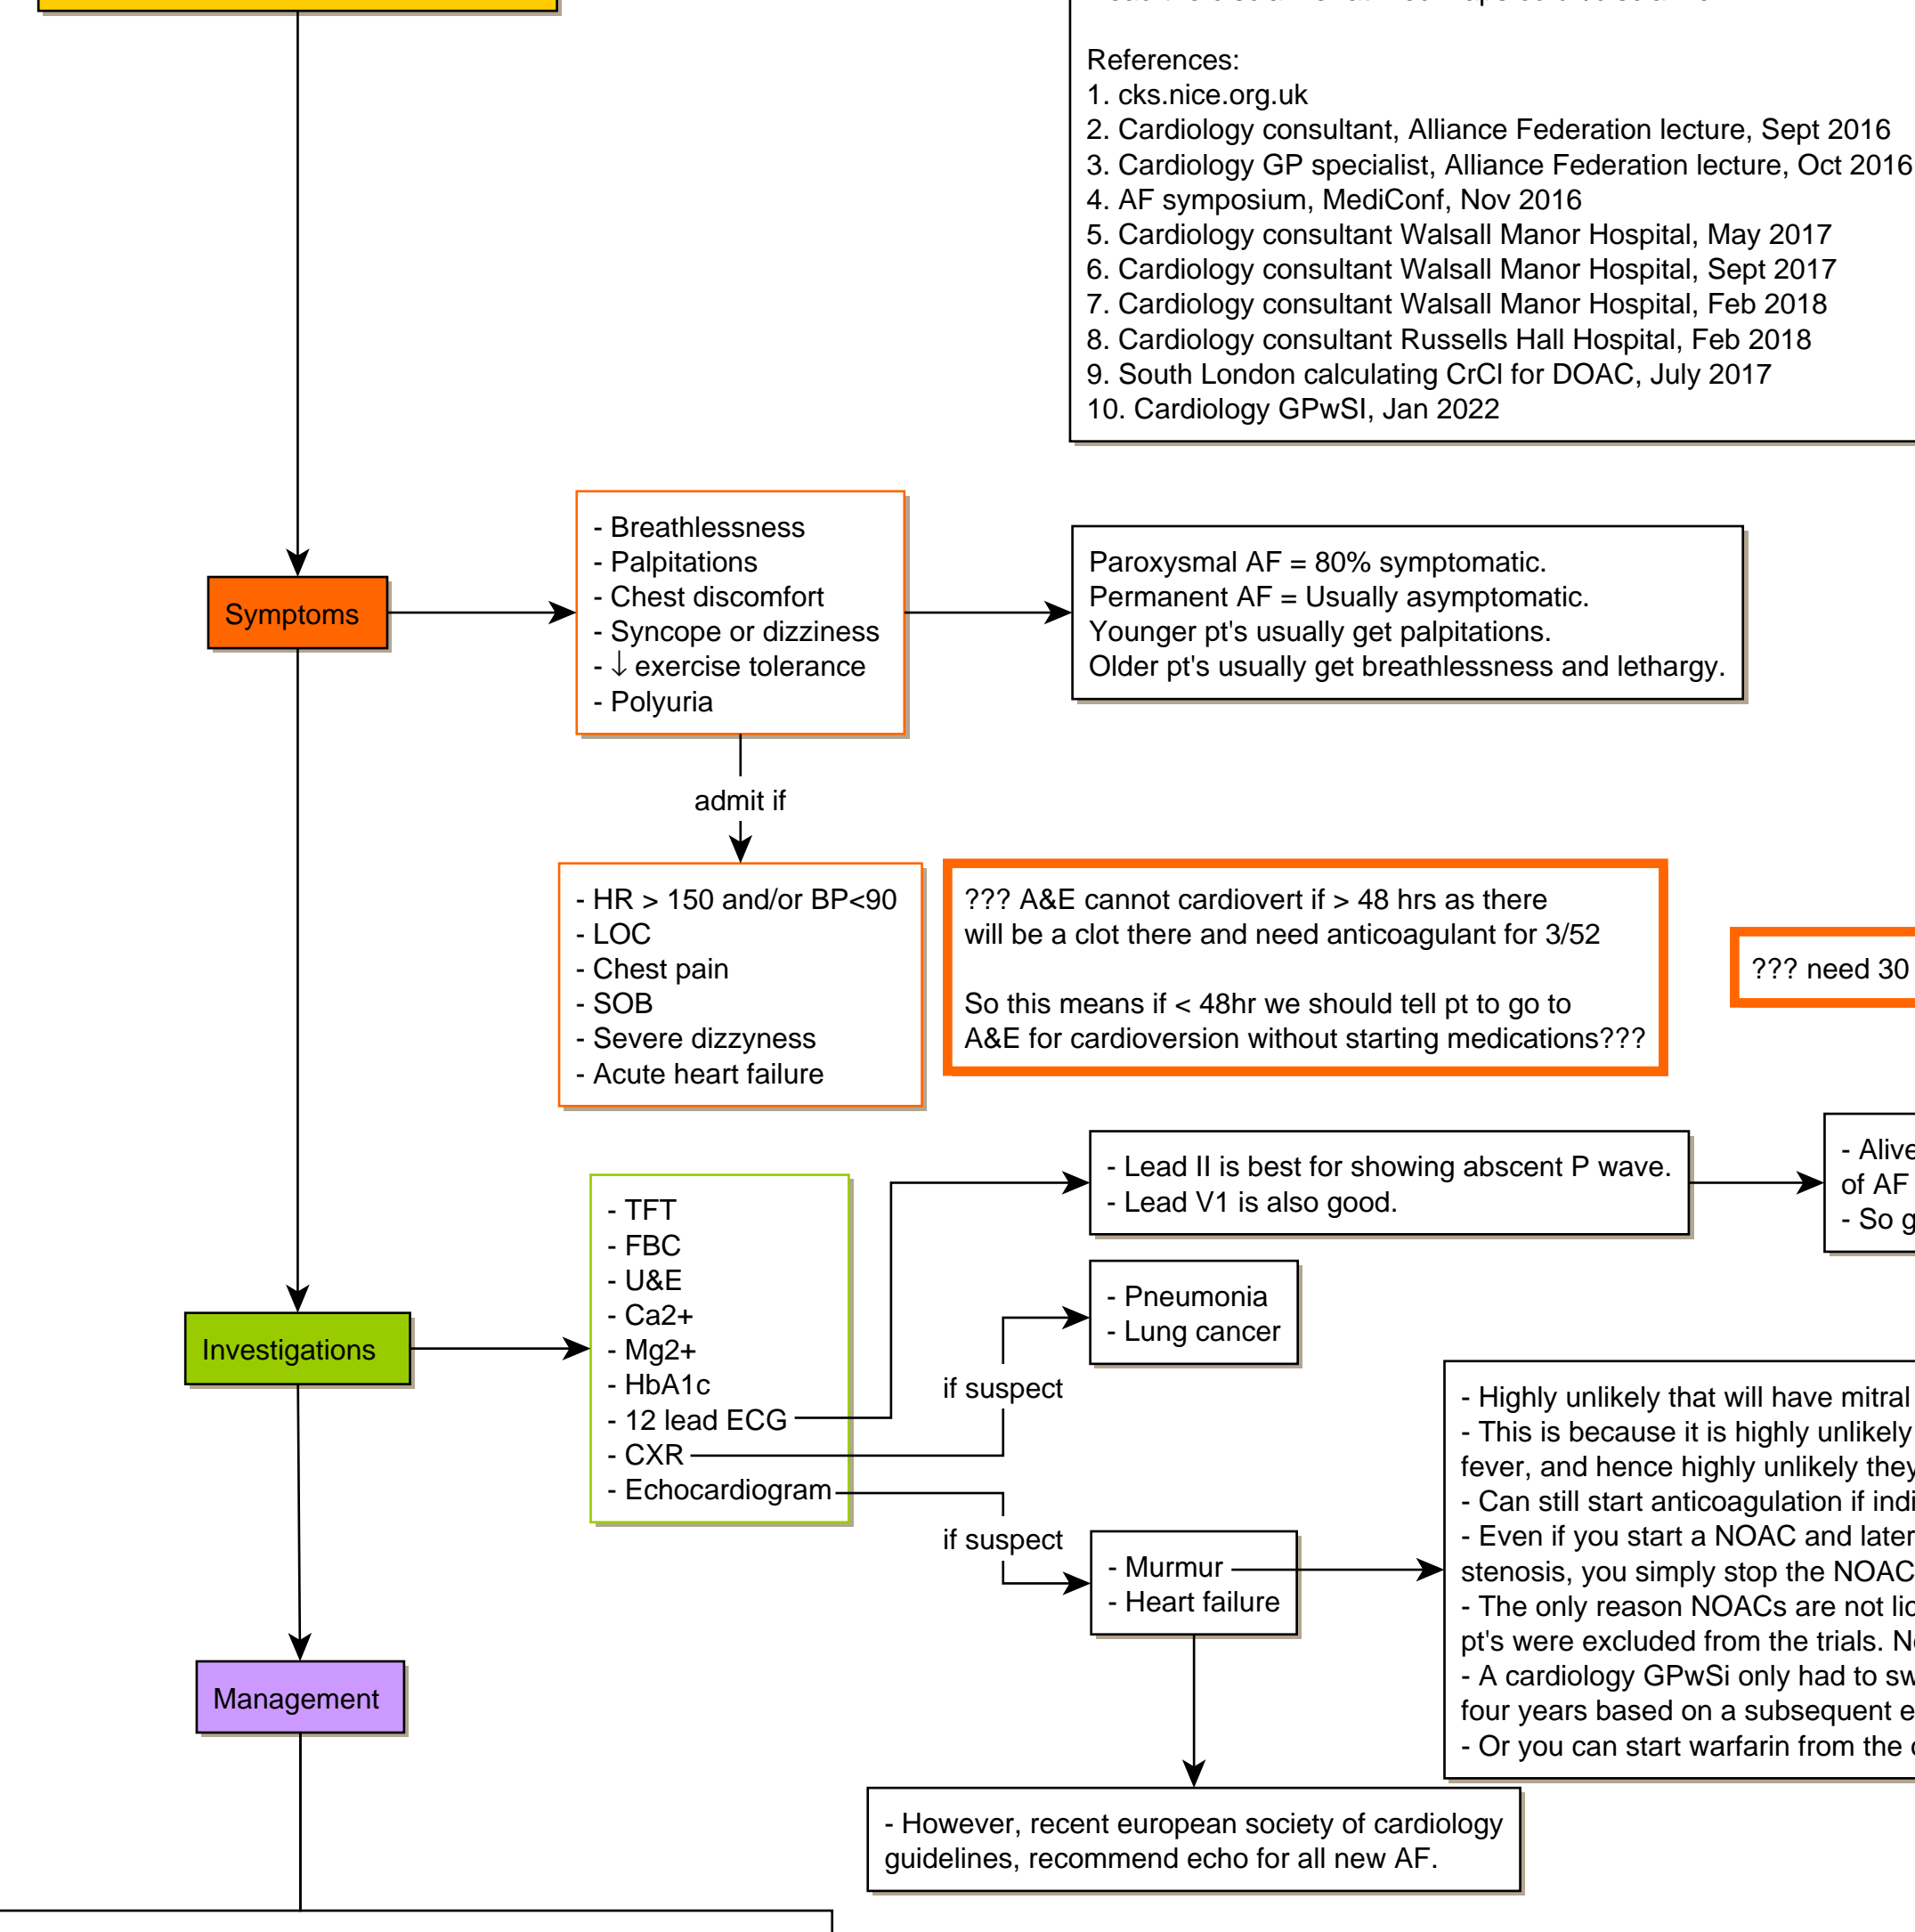 References:
1. cks.nice.org.uk
2. Cardiology consultant, Alliance Federation lecture, Sept 2016
3. Cardiology GP specialist, Alliance Federation lecture, Oct 2016
4. AF symposium, MediConf, Nov 2016
5. Cardiology consultant Walsall Manor Hospital, May 2017
6. Cardiology consultant Walsall Manor Hospital, Sept 2017
7. Cardiology consultant Walsall Manor Hospital, Feb 2018
8. Cardiology consultant Russells Hall Hospital, Feb 2018
9. South London calculating CrCl for DOAC, July 2017
10. Cardiology GPwSI, Jan 2022
Symptoms
- Breathlessness
- Palpitations
- Chest discomfort
- Syncope or dizziness
- ↓ exercise tolerance
- Polyuria
Paroxysmal AF = 80% symptomatic.
Permanent AF = Usually asymptomatic.
Younger pt's usually get palpitations.
Older pt's usually get breathlessness and lethargy.
admit if
- HR > 150 and/or BP<90
- LOC
- Chest pain
- SOB
- Severe dizzyness
- Acute heart failure
??? A&E cannot cardiovert if > 48 hrs as there
will be a clot there and need anticoagulant for 3/52
So this means if < 48hr we should tell pt to go to
A&E for cardioversion without starting medications???
??? need 30
Investigations
- TFT
- FBC
- U&E
- Ca2+
- Mg2+
- HbA1c
- 12 lead ECG
- CXR
- Echocardiogram
- Lead II is best for showing abscent P wave.
- Lead V1 is also good.
- Alive
of AF
- So g
if suspect
- Pneumonia
- Lung cancer
if suspect
- Murmur
- Heart failure
- Highly unlikely that will have mitral
- This is because it is highly unlikely
fever, and hence highly unlikely they
- Can still start anticoagulation if indi
- Even if you start a NOAC and later
stenosis, you simply stop the NOAC
- The only reason NOACs are not lic
pt's were excluded from the trials. N
- A cardiology GPwSi only had to sw
four years based on a subsequent e
- Or you can start warfarin from the
- However, recent european society of cardiology
guidelines, recommend echo for all new AF.
Management